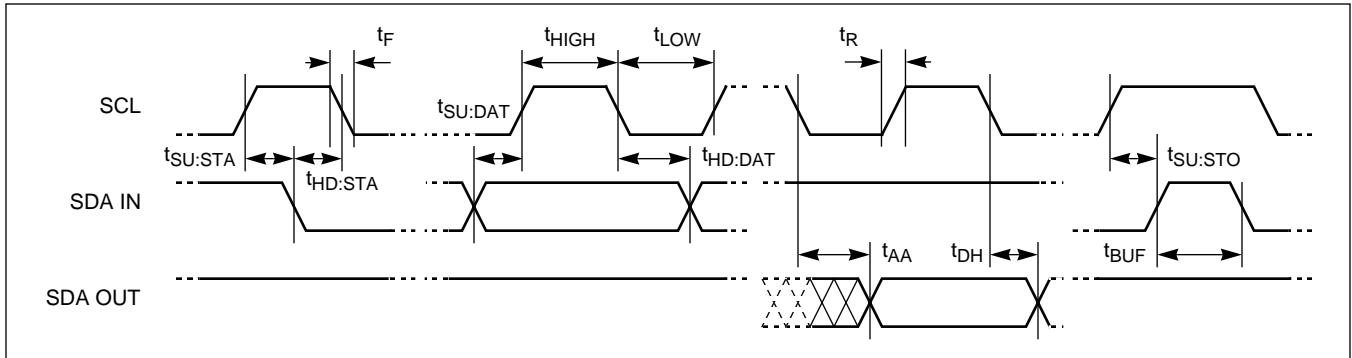 tF tHIGH tLOW tR
SCL
tSU:DAT
tSU:STA tHD:STA tHD:DAT tSU:STO
SDA IN
tAA tDH tBUF
SDA OUT